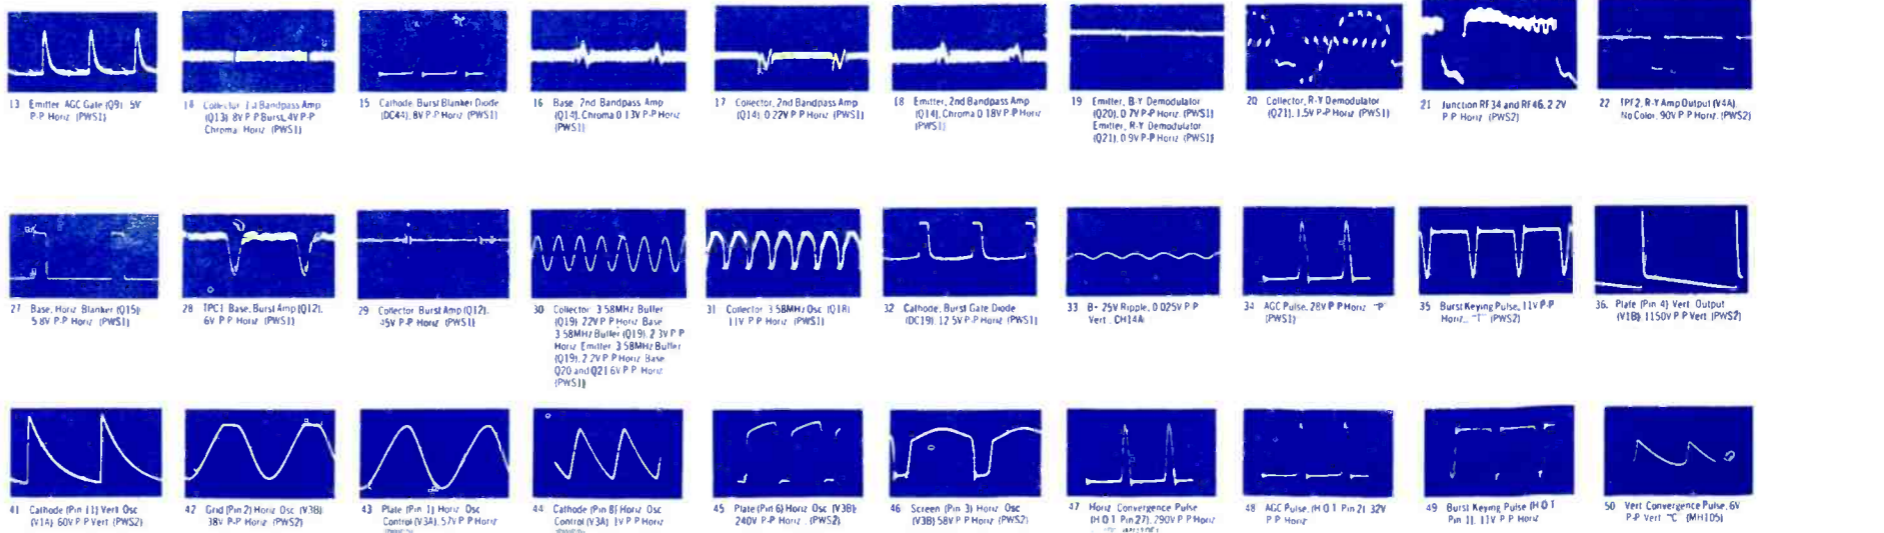 13 Emitter AGC Gate (Q9) .5V
P-P Horiz (PWS1)
14 Collector 1st Bandpass Amp
(Q13) 8V P-P Burst, 4V P-P
Chroma Horiz (PWS1)
15 Cathode, Burst Blanker Diode
(DC44), 8V P-P Horiz (PWS1)
16 Base, 2nd Bandpass Amp
(Q14), Chroma 0.13V P-P Horiz
(PWS1)
17 Collector, 2nd Bandpass Amp
(Q14) 0.22V P-P Horiz (PWS1)
18 Emitter, 2nd Bandpass Amp
(Q14), Chroma 0.18V P-P Horiz
(PWS1)
19 Emitter, B-Y Demodulator
(Q20), 0.7V P-P Horiz (PWS1)
Emitter, R-Y Demodulator
(Q21), 0.9V P-P Horiz (PWS1)
20 Collector, R-Y Demodulator
(Q21), 1.5V P-P Horiz (PWS1)
21 Junction RF34 and RF46, 2.2V
P-P Horiz (PWS2)
22 TPF2, R-Y Amp Output (V4A),
No Color, 90V P-P Horiz. (PWS2)
27 Base, Horiz Blanker (Q15)
5.8V P-P Horiz (PWS1)
28 TPC1 Base, Burst Amp (Q12),
6V P-P Horiz (PWS1)
29 Collector Burst Amp (Q12),
45V P-P Horiz (PWS1)
30 Collector 3.58MHz Buffer
(Q19) 22V P-P Horiz Base
3.58MHz Buffer (Q19), 2.3V P-P
Horiz Emitter 3.58MHz Buffer
(Q19), 2.2V P-P Horiz Base
Q20 and Q21 6V P-P Horiz
(PWS1)
31 Collector 3.58MHz Osc (Q18)
11V P-P Horiz (PWS1)
32 Cathode, Burst Gate Diode
(DC19), 12.5V P-P Horiz (PWS1)
33 B+ 25V Ripple, 0.025V P-P
Vert. CH14A
34 AGC Pulse, 28V P-P Horiz "P"
(PWS1)
35 Burst Keying Pulse, 11V P-P
Horiz., "T" (PWS2)
36. Plate (Pin 4) Vert Output
(V1B) 1150V P-P Vert (PWS2)
41 Cathode (Pin 11) Vert Osc
(V1A) 60V P-P Vert (PWS2)
42 Grid (Pin 2) Horiz Osc (V3B)
38V P-P Horiz (PWS2)
43 Plate (Pin 1) Horiz Osc
Control (V3A), 57V P-P Horiz
44 Cathode (Pin 8) Horiz Osc
Control (V3A) 1V P-P Horiz
45 Plate (Pin 6) Horiz Osc (V3B)
240V P-P Horiz (PWS2)
46 Screen (Pin 3) Horiz Osc
(V3B) 58V P-P Horiz (PWS2)
47 Horiz Convergence Pulse
(H O T Pin 27), 290V P-P Horiz
48 AGC Pulse, (H O T Pin 2) 32V
P-P Horiz
49 Burst Keying Pulse (H O T
Pin 1), 11V P-P Horiz
50 Vert Convergence Pulse, 6V
P-P Vert "C" (MH105)